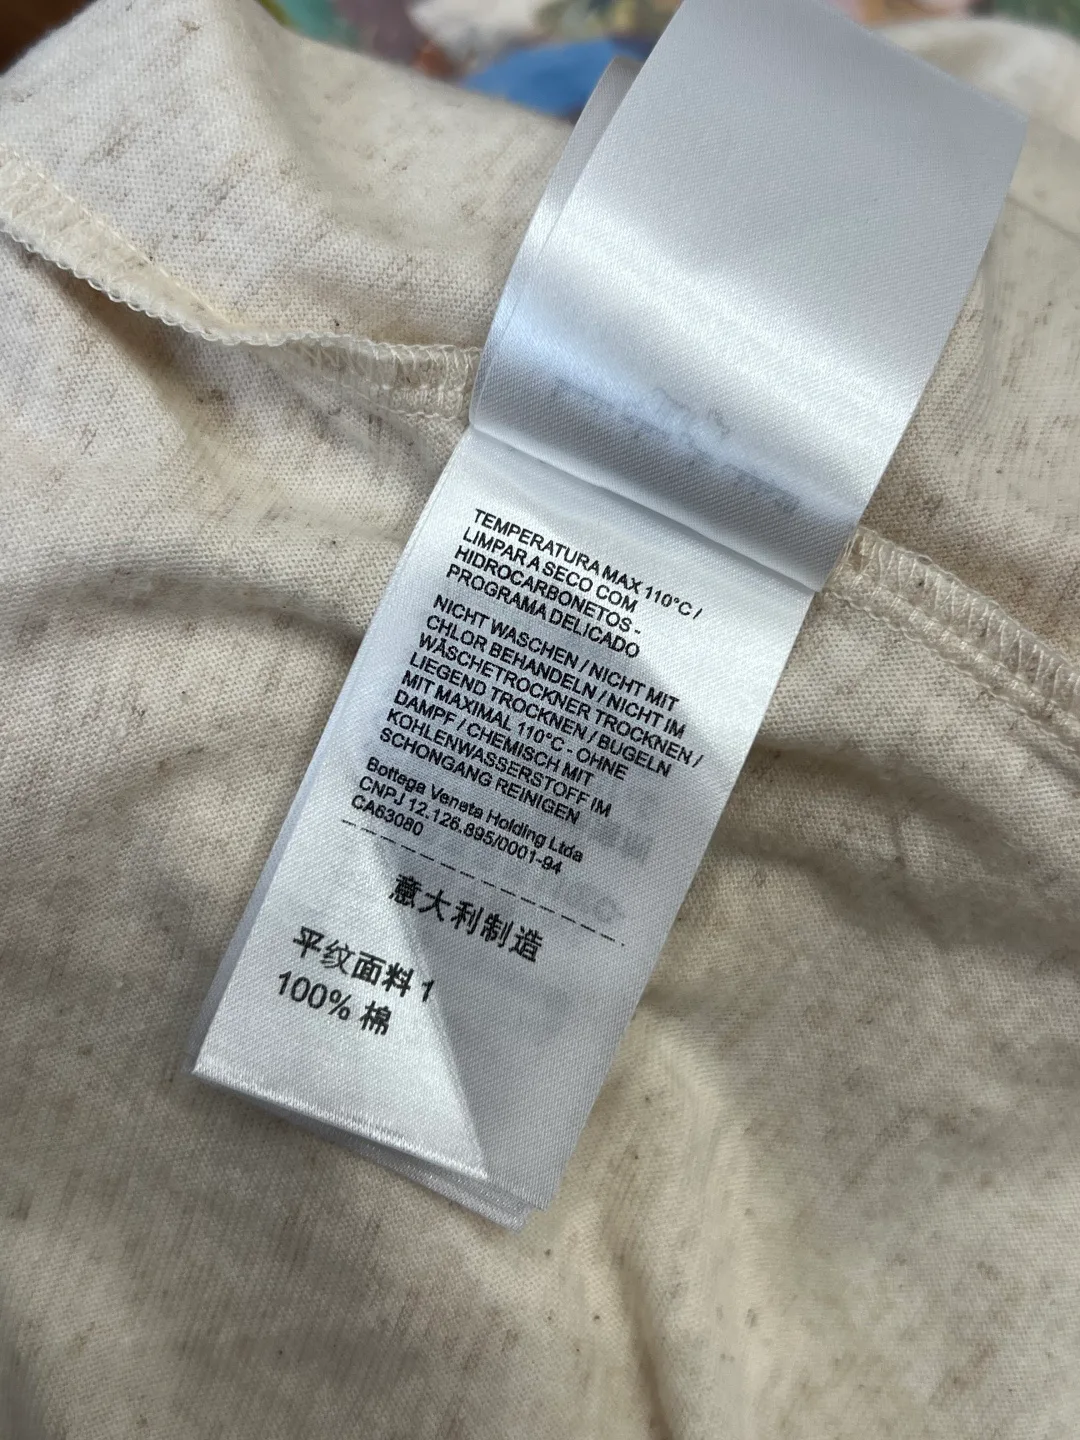 TEMPERATURA MAX 110°C /
LIMPAR A SECO COM
HIDROCARBONETOS -
PROGRAMA DELICADO
NICHT WASCHEN / NICHT MIT
CHLOR BEHANDELN / NICHT IM
WÄSCHETROCKNER TROCKNEN /
LIEGEND TROCKNEN / BUGELN
MIT MAXIMAL 110°C - OHNE
DAMPF / CHEMISCH MIT
KOHLENWASSERSTOFF IM
SCHONGANG REINIGEN
Bottega Veneta Holding Ltda
CNPJ 12.126.895/0001-94
CA63080
意大利制造
平纹面料 1
100% 棉